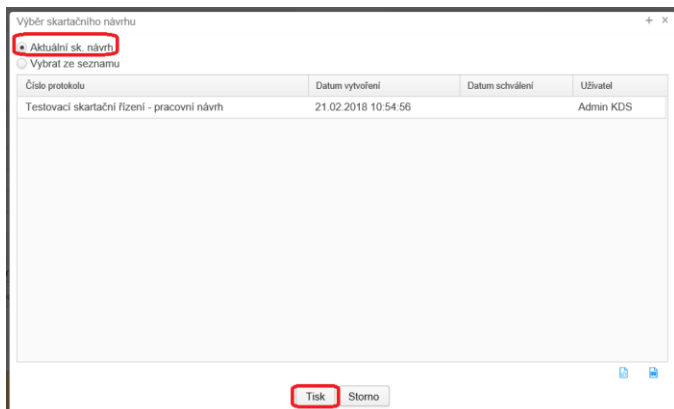 Výběr skartačního návrhu
Aktuální sk. návrh
Vybrat ze seznamu
Číslo protokolu Datum vytvoření Datum schválení Uživatel
Testovací skartační řízení - pracovní návrh 21.02.2018 10:54:56 Admin KDS
Tisk Storno